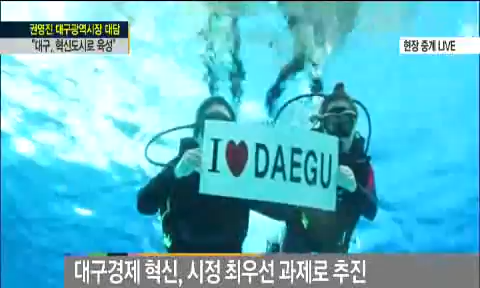 권영진 대구광역시장 대담
"대구, 혁신도시로 육성"
현장 중계 LIVE
I ♥ DAEGU
대구경제 혁신, 시정 최우선 과제로 추진